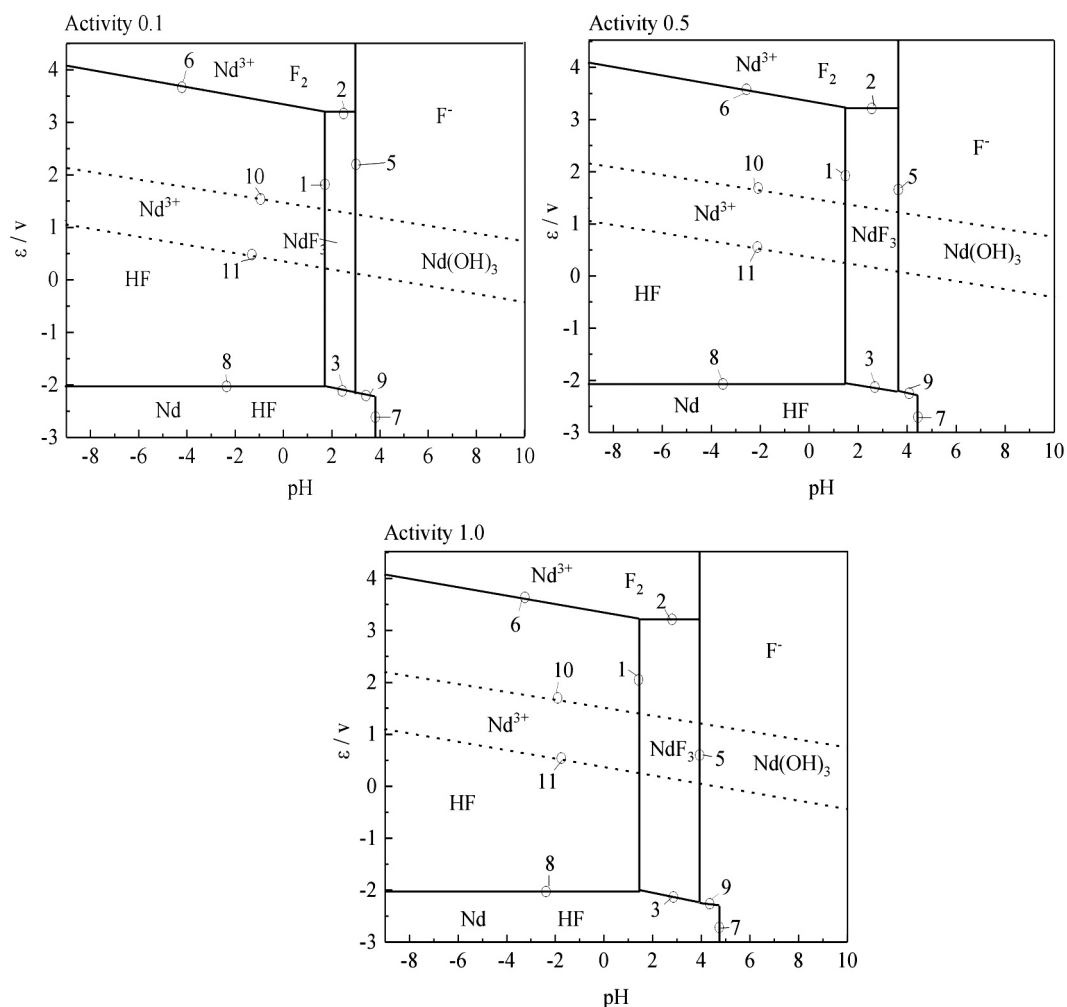 Activity 0.1
4
3
2
1
0
-1
-2
-3
ε / v
-8
-6
-4
-2
0
2
4
6
8
10
pH
6
Nd³⁺
F₂
2
F⁻
5
10
1
Nd³⁺
NdF₃
11
Nd(OH)₃
HF
8
3
9
Nd
HF
7
Activity 0.5
4
3
2
1
0
-1
-2
-3
ε / v
-8
-6
-4
-2
0
2
4
6
8
10
pH
Nd³⁺
F₂
6
2
F⁻
10
1
5
Nd³⁺
NdF₃
Nd(OH)₃
11
HF
8
3
9
Nd
HF
7
Activity 1.0
4
3
2
1
0
-1
-2
-3
ε / v
-8
-6
-4
-2
0
2
4
6
8
10
pH
Nd³⁺
F₂
6
2
F⁻
10
1
Nd³⁺
NdF₃
5
Nd(OH)₃
11
HF
8
3
9
Nd
HF
7